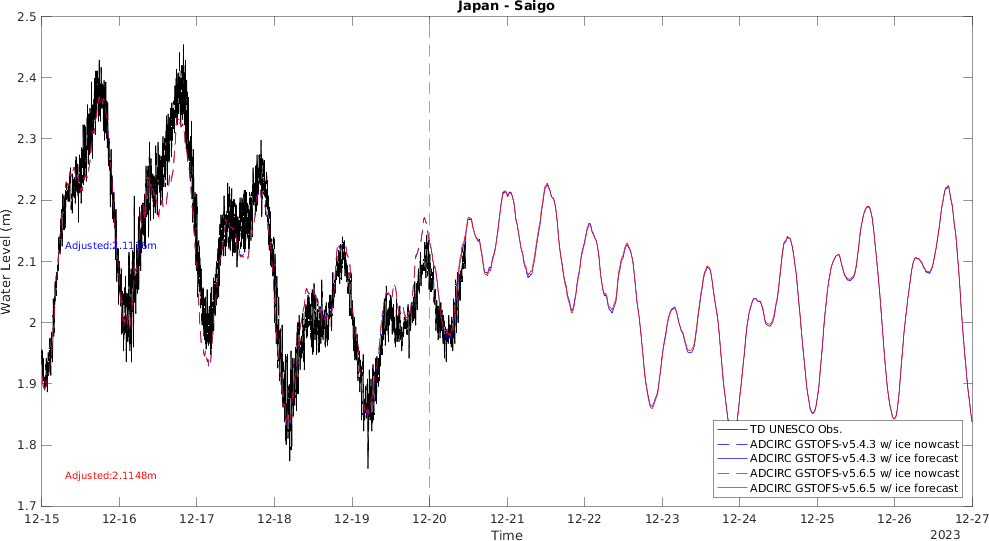 Japan - Saigo
2.5
2.4
2.3
2.2
2.1
2
1.9
1.8
1.7
Water Level (m)
Adjusted:2.1116m
Adjusted:2.1148m
TD UNESCO Obs.
ADCIRC GSTOFS-v5.4.3 w/ ice nowcast
ADCIRC GSTOFS-v5.4.3 w/ ice forecast
ADCIRC GSTOFS-v5.6.5 w/ ice nowcast
ADCIRC GSTOFS-v5.6.5 w/ ice forecast
12-15
12-16
12-17
12-18
12-19
12-20
12-21
12-22
12-23
12-24
12-25
12-26
12-27
Time
2023